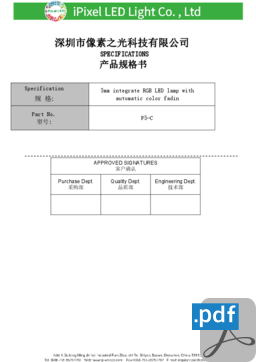 iPixel LED Light Co. , Ltd
深圳市像素之光科技有限公司
SPECIFICATIONS
产品规格书
Specification
规 格:
5mm integrate RGB LED lamp with
automatic color fadin
Part No.
型号:
P5-C
APPROVED SIGNATURES
客户确认
Purchase Dept.
采购部
Quality Dept.
品质部
Engineering Dept.
技术部
.pdf